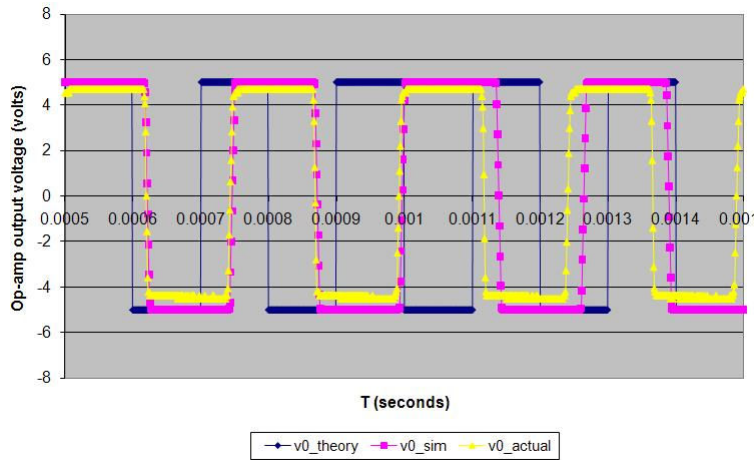 8
6
4
2
0
-2
-4
-6
-8
Op-amp output voltage (volts)
0.0005 0.0006 0.0007 0.0008 0.0009 0.001 0.0011 0.0012 0.0013 0.0014 0.001
T (seconds)
v0_theory v0_sim v0_actual